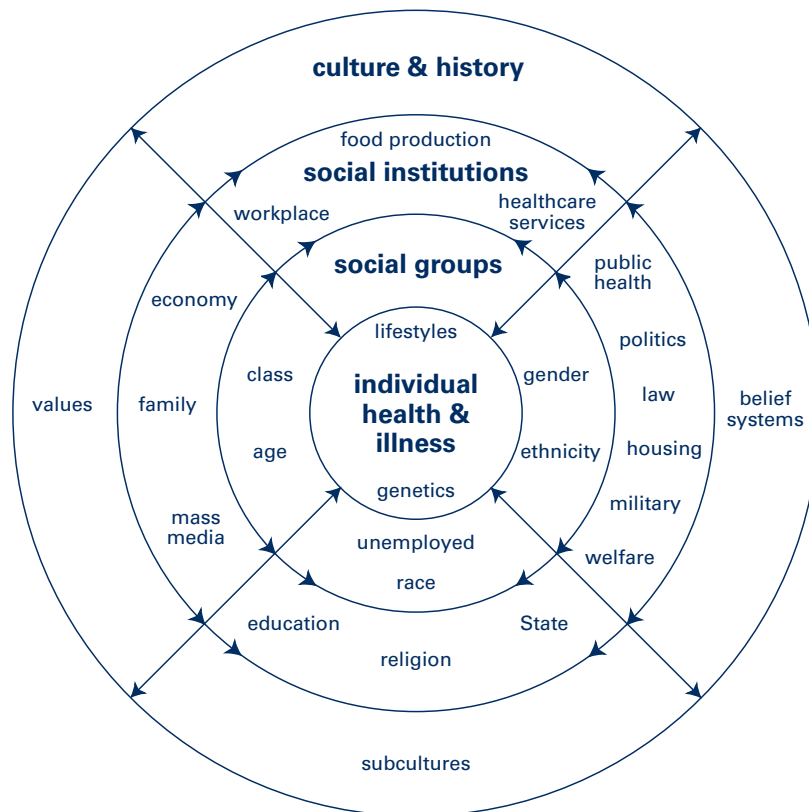 culture & history
food production
social institutions
workplace
healthcare
services
social groups
public
health
economy
lifestyles
politics
class
gender
individual
health &
illness
values
family
law
belief
systems
age
ethnicity
housing
genetics
military
mass
media
unemployed
welfare
race
education
State
religion
subcultures